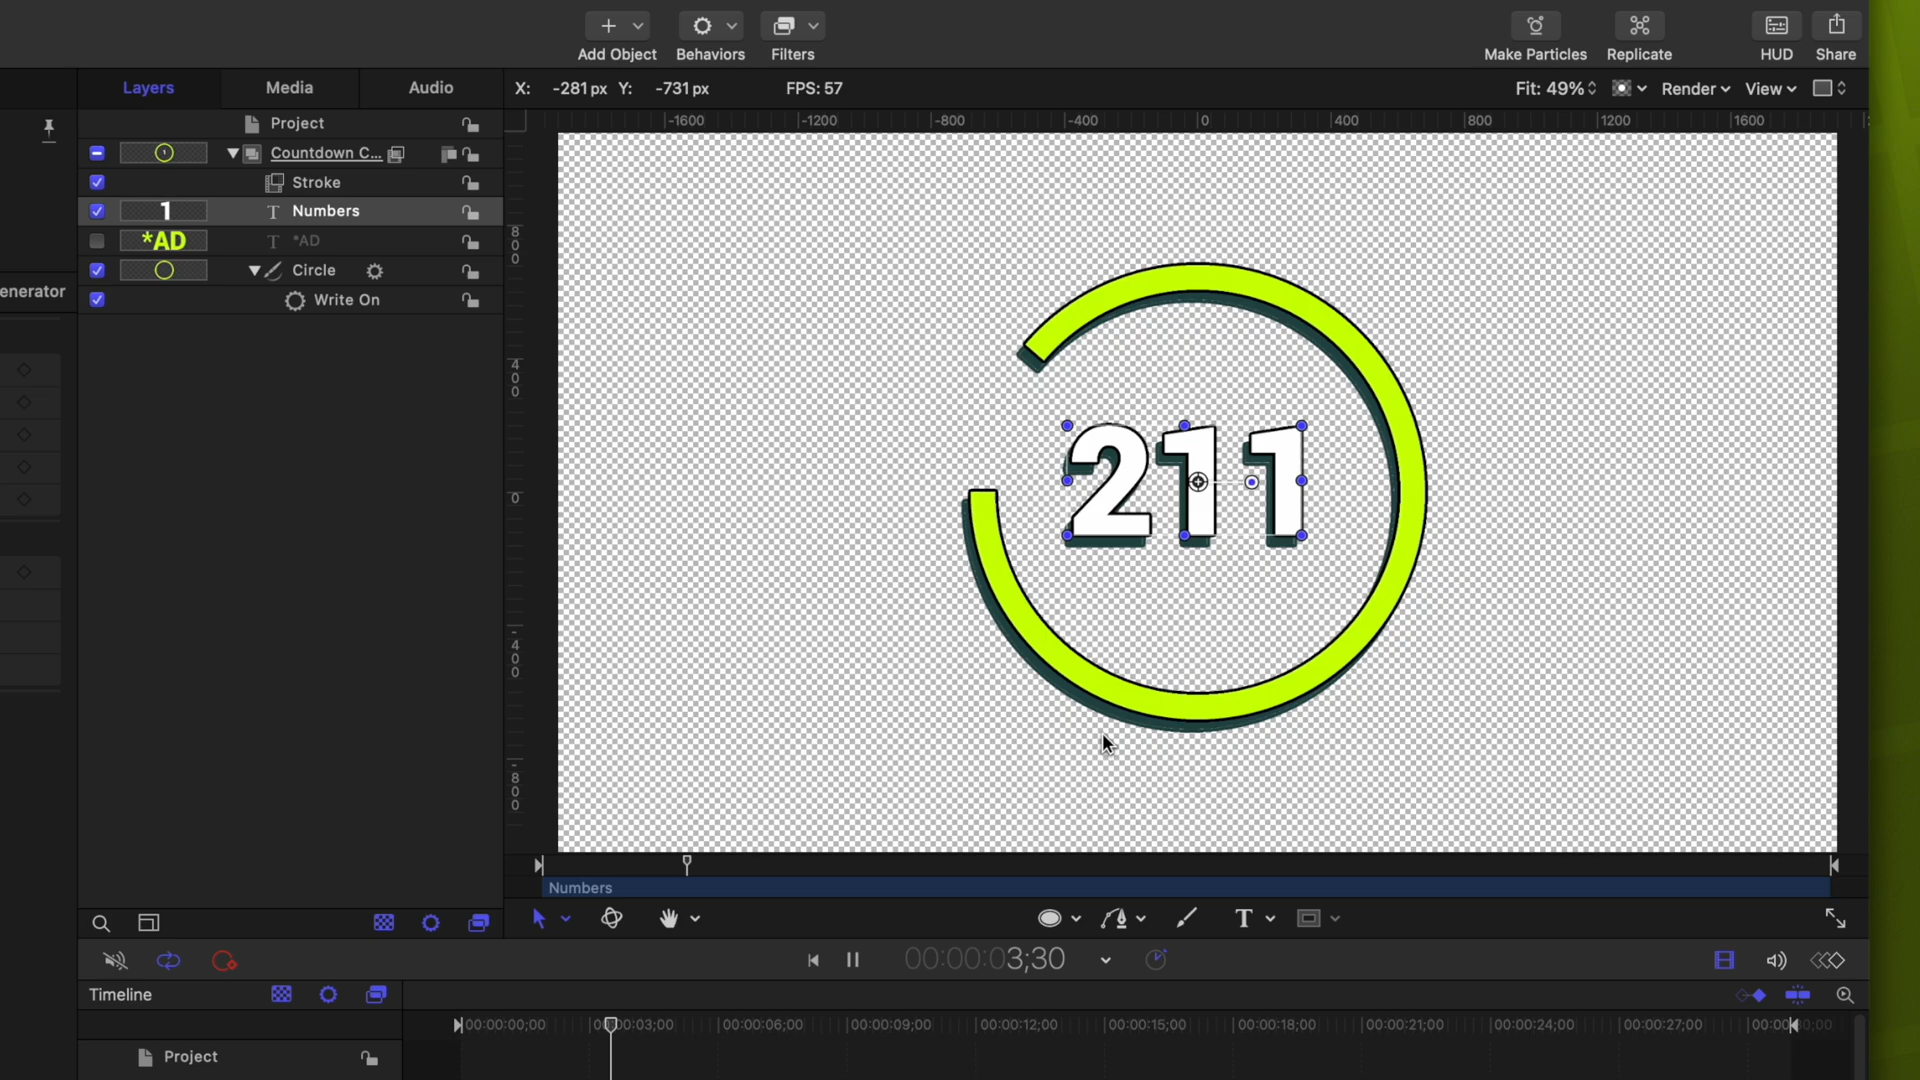 Add Object
Behaviors
Filters
Make Particles
Replicate
HUD
Share
Layers
Media
Audio
X: -281 px Y: -731 px
FPS: 57
Fit: 49%
Render
View
Project
-1600 -1200 -800 -400 0 400 800 1200 1600
1 Countdown C...
Stroke
1 Numbers
*AD *AD
Circle
Write On
enerator
800
400
0
-400
-800
211
Numbers
T
00:00:03;30
Timeline
00:00:00;00 00:00:03;00 00:00:06;00 00:00:09;00 00:00:12;00 00:00:15;00 00:00:18;00 00:00:21;00 00:00:24;00 00:00:27;00
Project